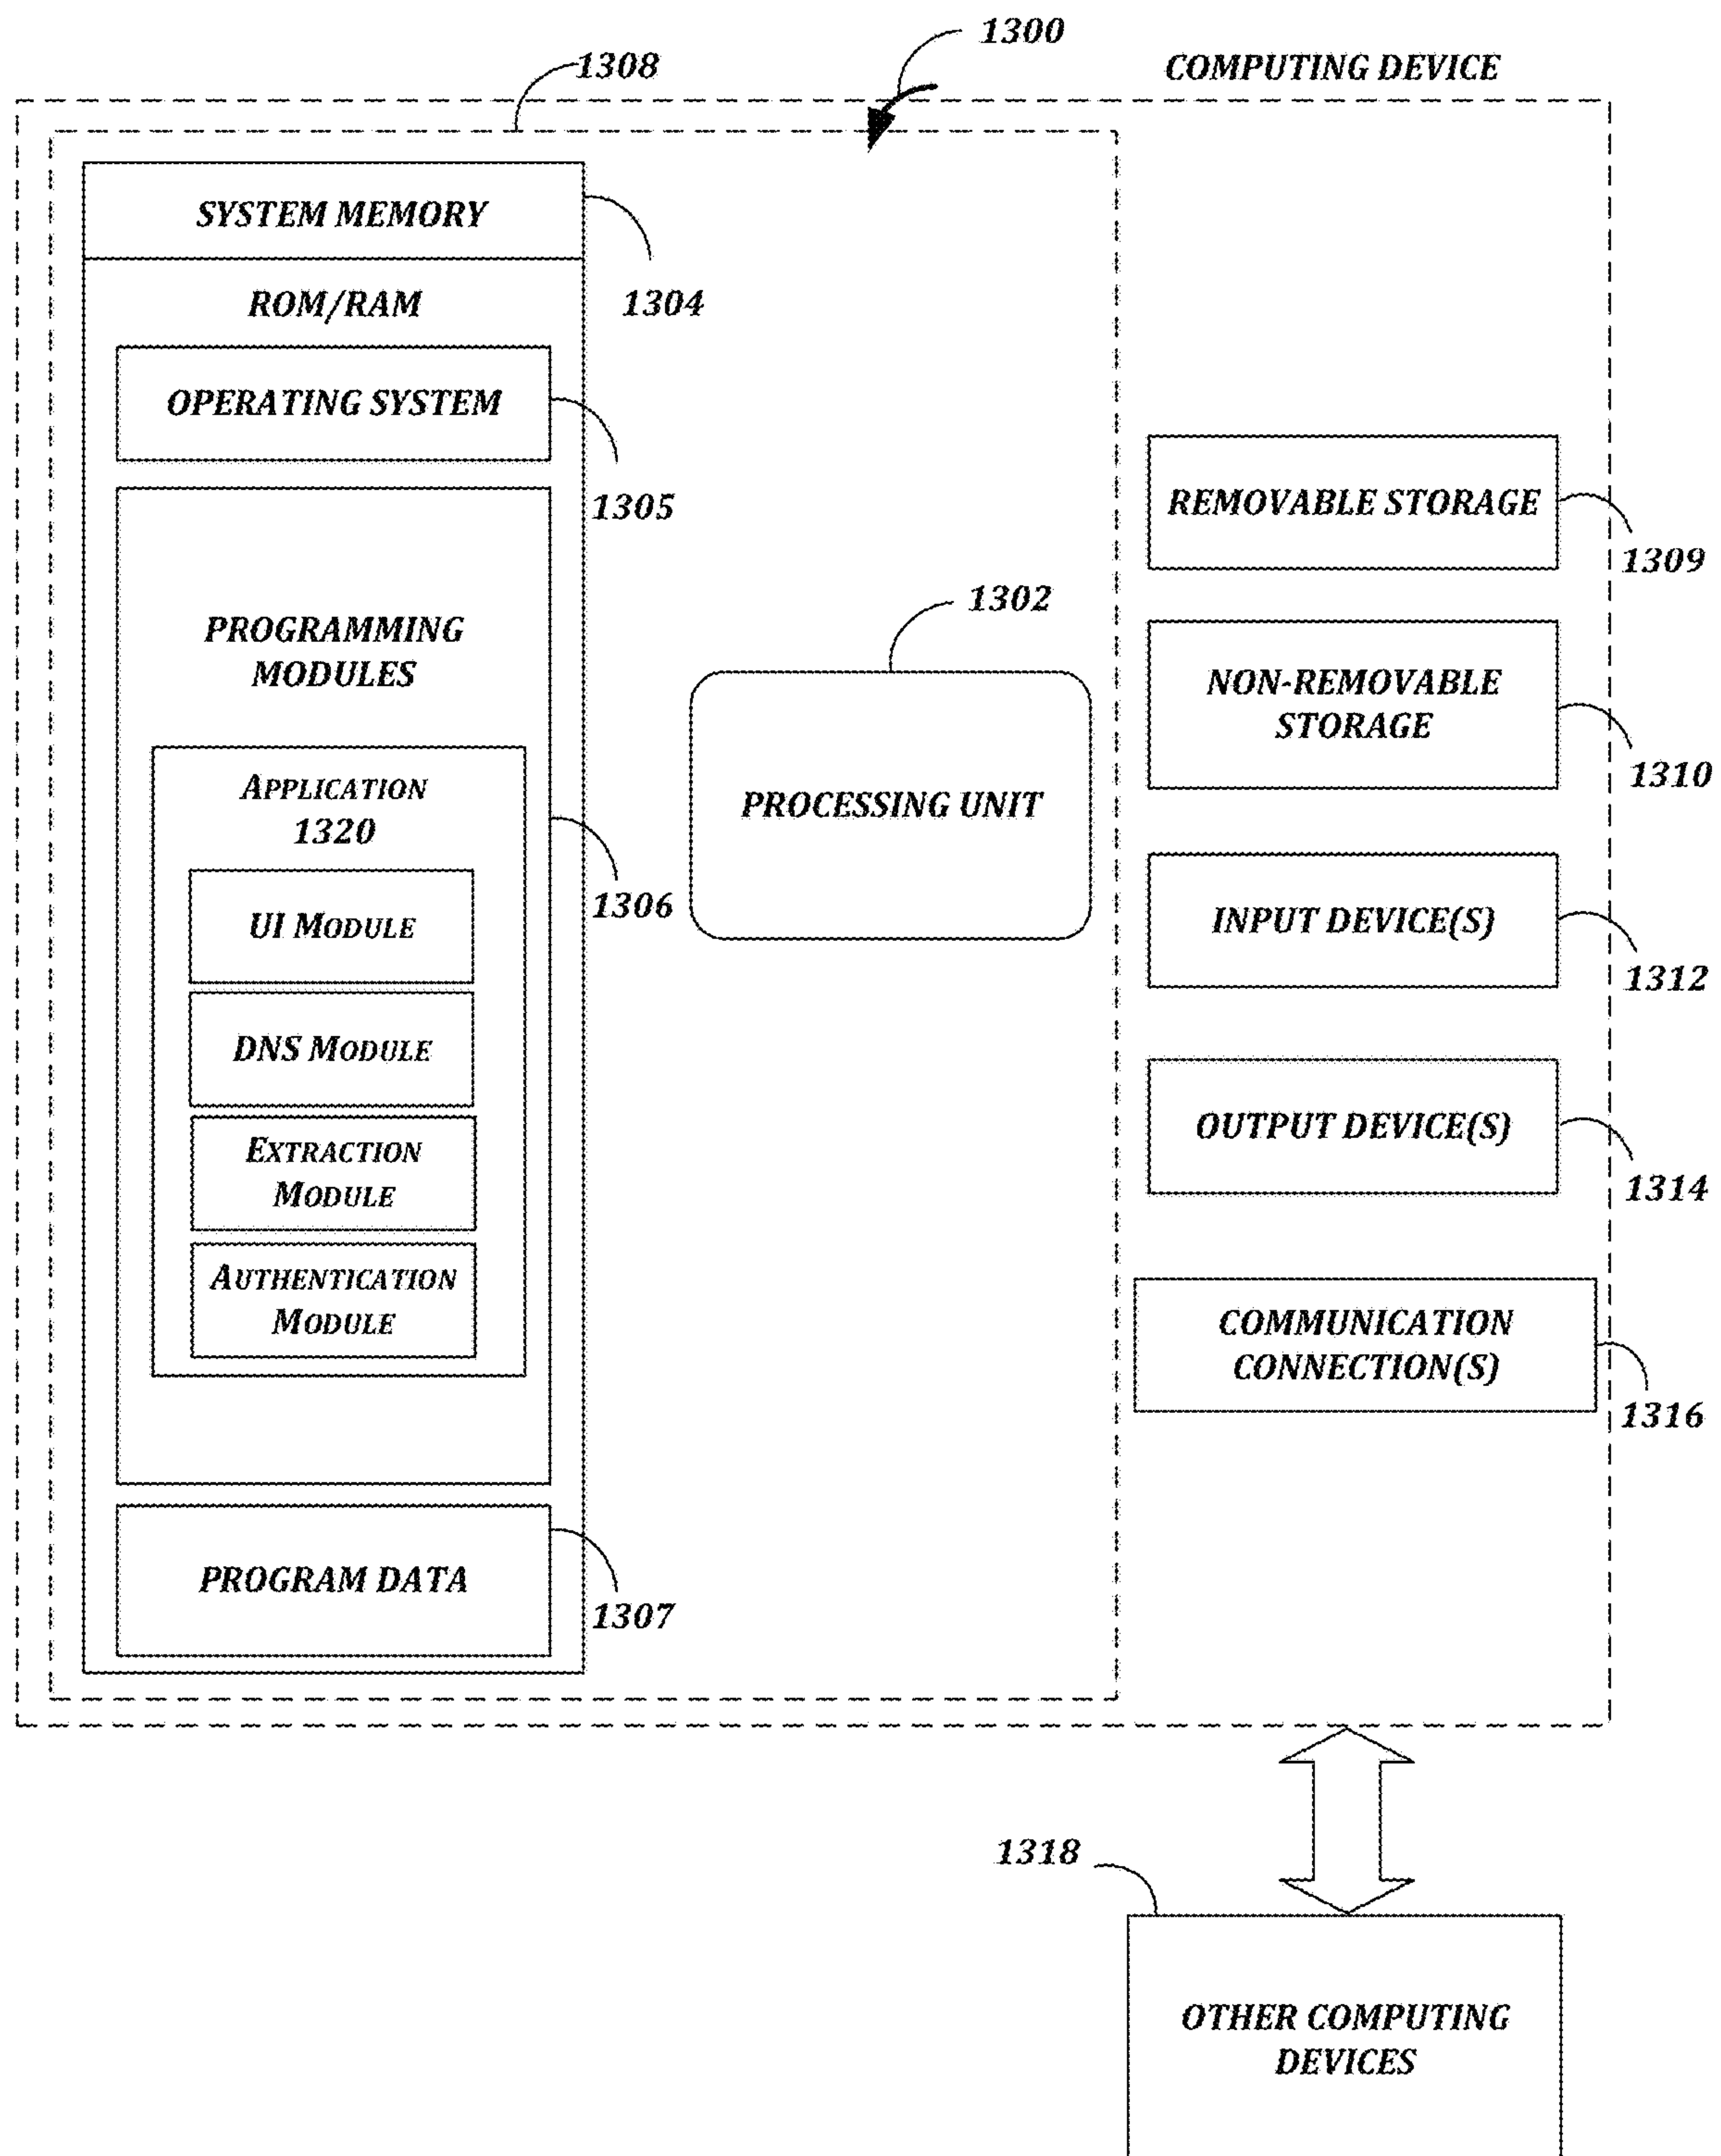 1300
1308
COMPUTING DEVICE
SYSTEM MEMORY
1304
ROM/RAM
OPERATING SYSTEM
1305
PROGRAMMING
MODULES
APPLICATION
1320
UI MODULE
1306
DNS MODULE
EXTRACTION
MODULE
AUTHENTICATION
MODULE
PROGRAM DATA
1307
1302
PROCESSING UNIT
REMOVABLE STORAGE
1309
NON-REMOVABLE
STORAGE
1310
INPUT DEVICE(S)
1312
OUTPUT DEVICE(S)
1314
COMMUNICATION
CONNECTION(S)
1316
1318
OTHER COMPUTING
DEVICES